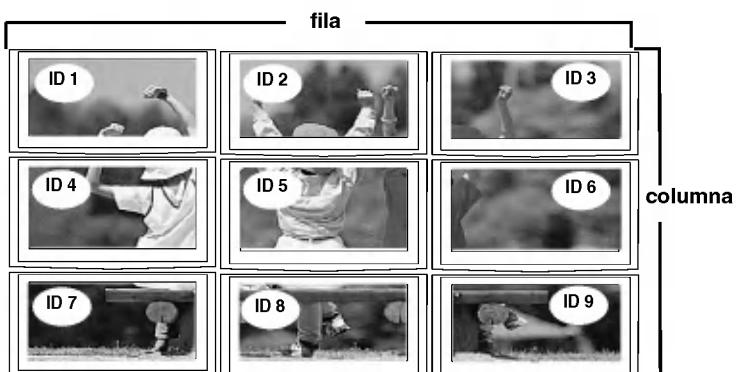 fila
ID 1
ID 2
ID 3
ID 4
ID 5
ID 6
columna
ID 7
ID 8
ID 9